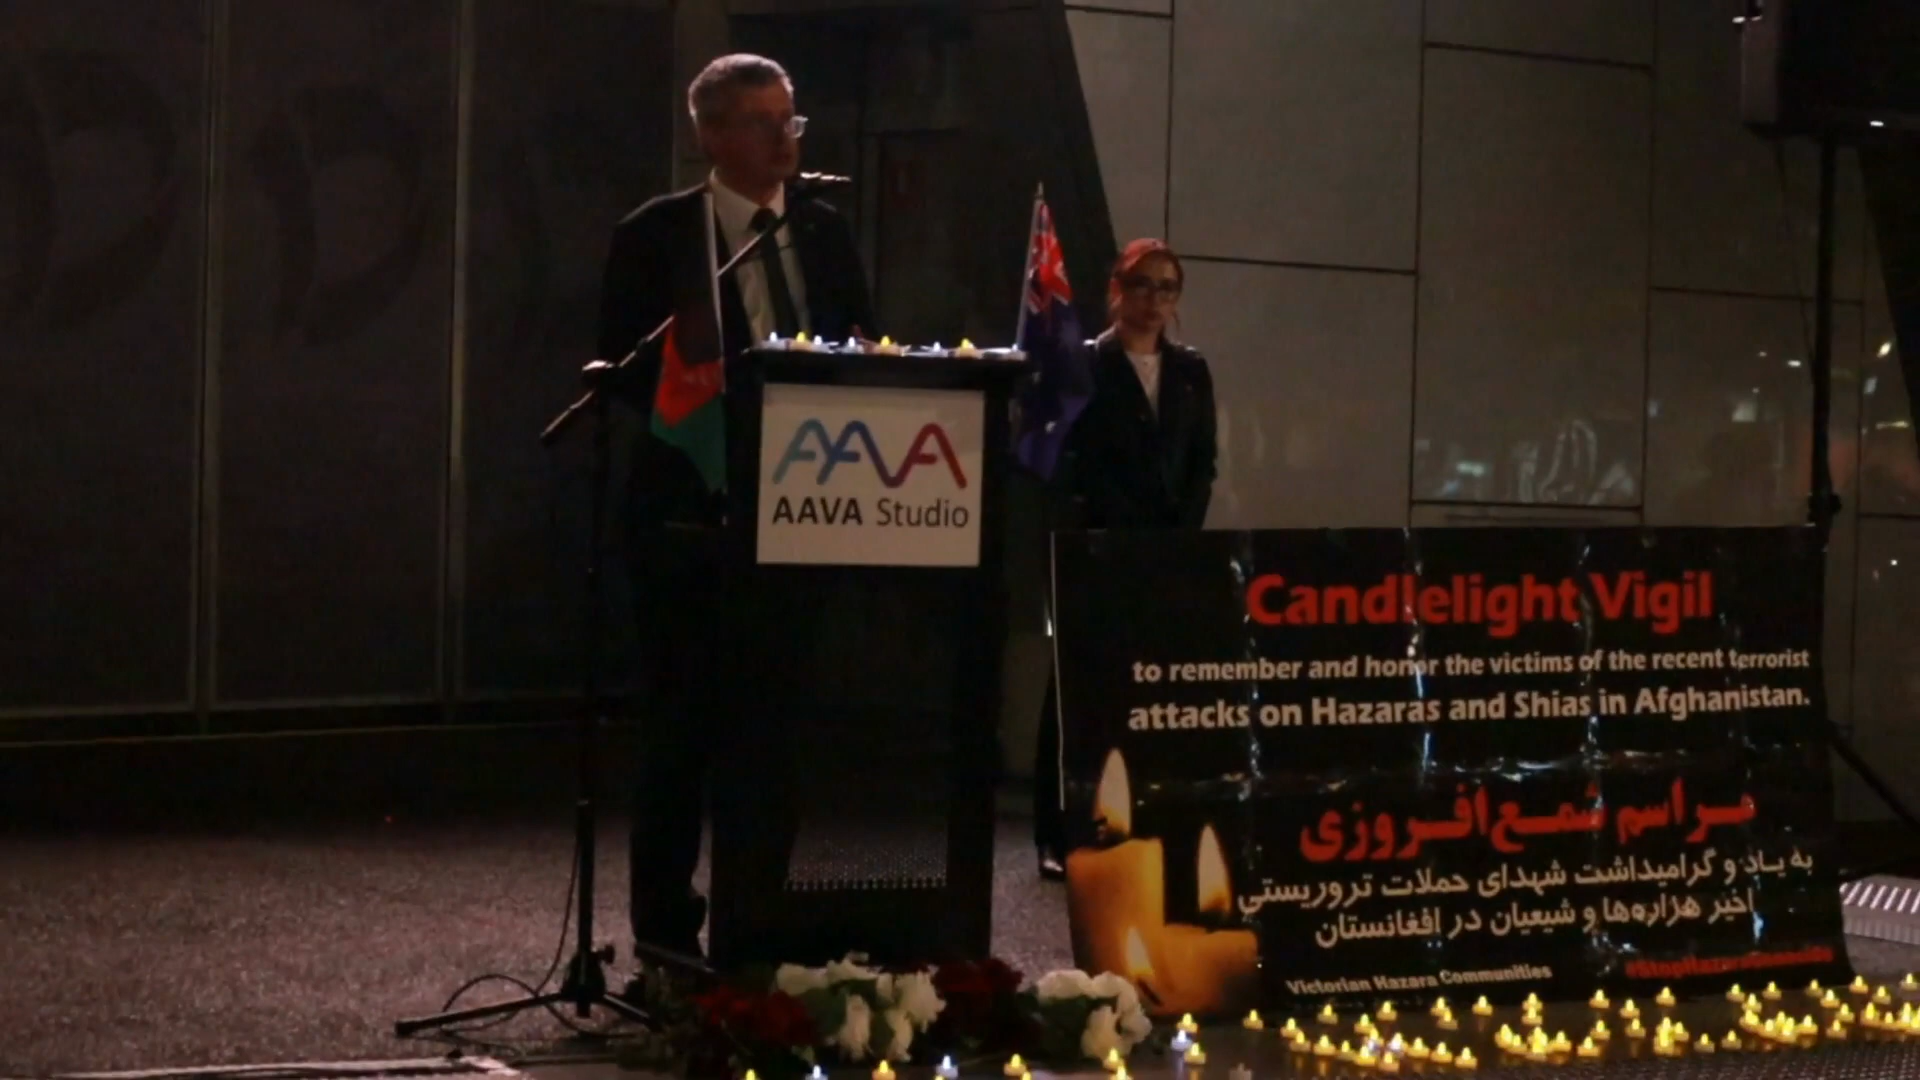 AAVA
AAVA Studio
Candlelight Vigil
to remember and honor the victims of the recent terrorist
attacks on Hazaras and Shias in Afghanistan.
مراسم شمع‌افروزی
به یاد و گرامیداشت شهدای حملات تروریستی
اخیر هزاره‌ها و شیعیان در افغانستان
Victorian Hazara Communities
#StopHazaraGenocide